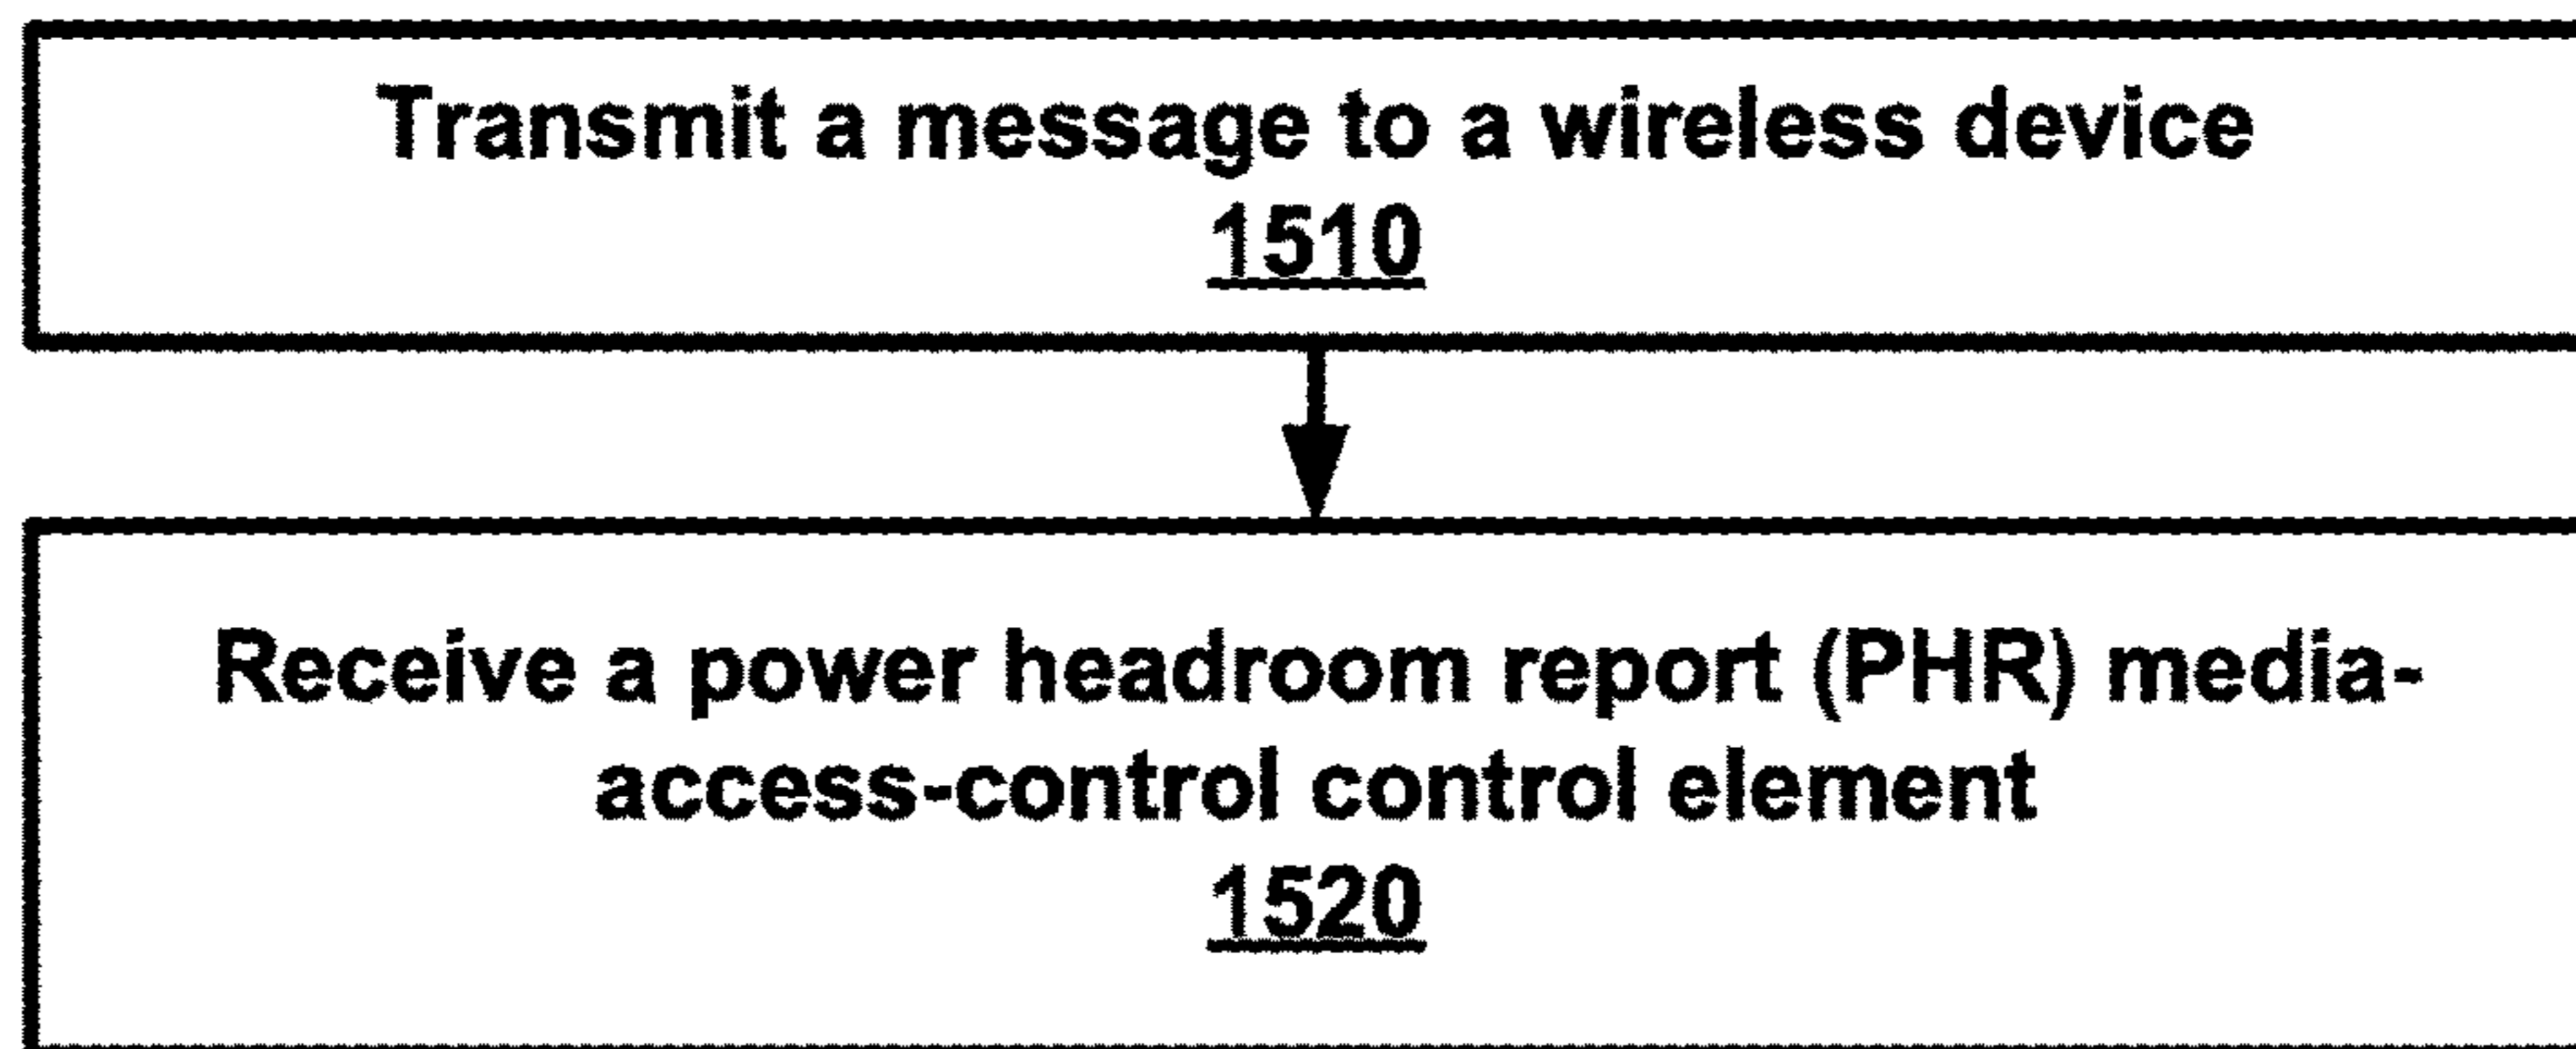 Transmit a message to a wireless device
1510
Receive a power headroom report (PHR) media-
access-control control element
1520